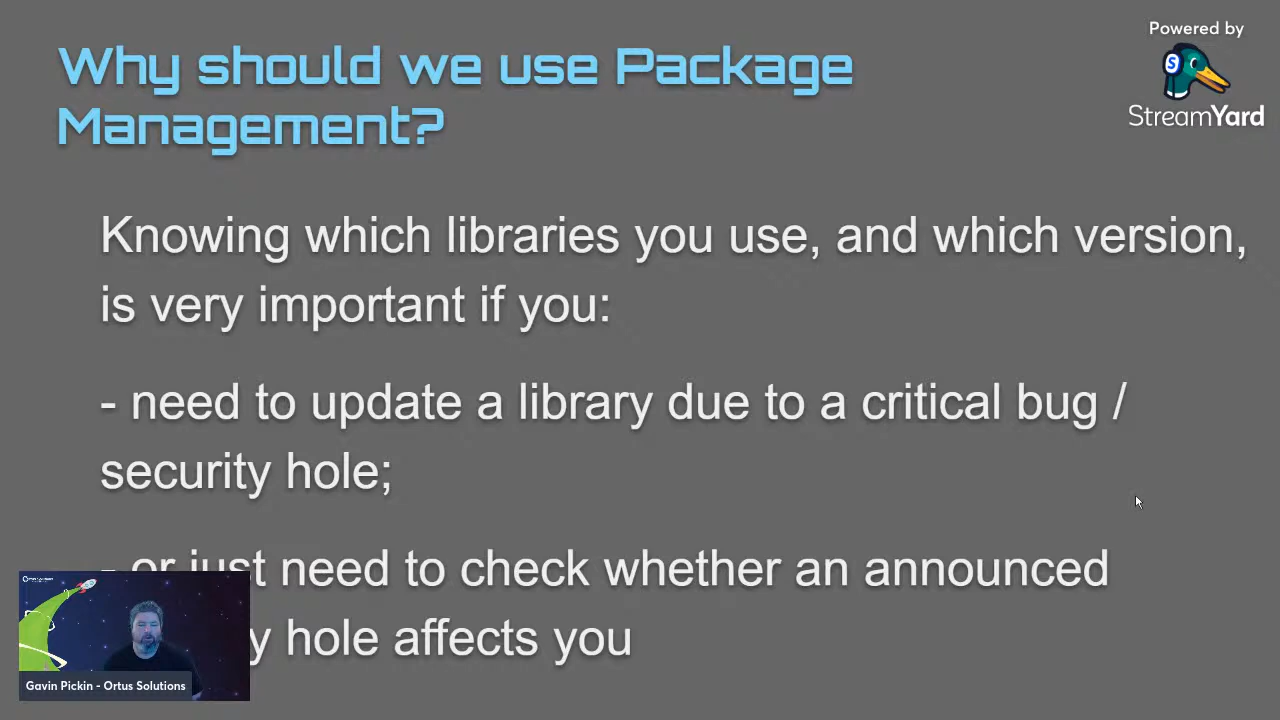 Why should we use Package
Management?
Powered by
StreamYard
Knowing which libraries you use, and which version,
is very important if you:
- need to update a library due to a critical bug /
security hole;
- or just need to check whether an announced
hole affects you
Gavin Pickin - Ortus Solutions